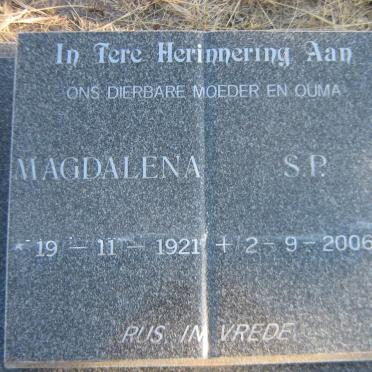 In Tere Herinnering Aan
ONS DIERBARE MOEDER EN OUMA
MAGDALENA S.P.
* 19 – 11 – 1921 + 2 – 9 – 2006
RUS IN VREDE